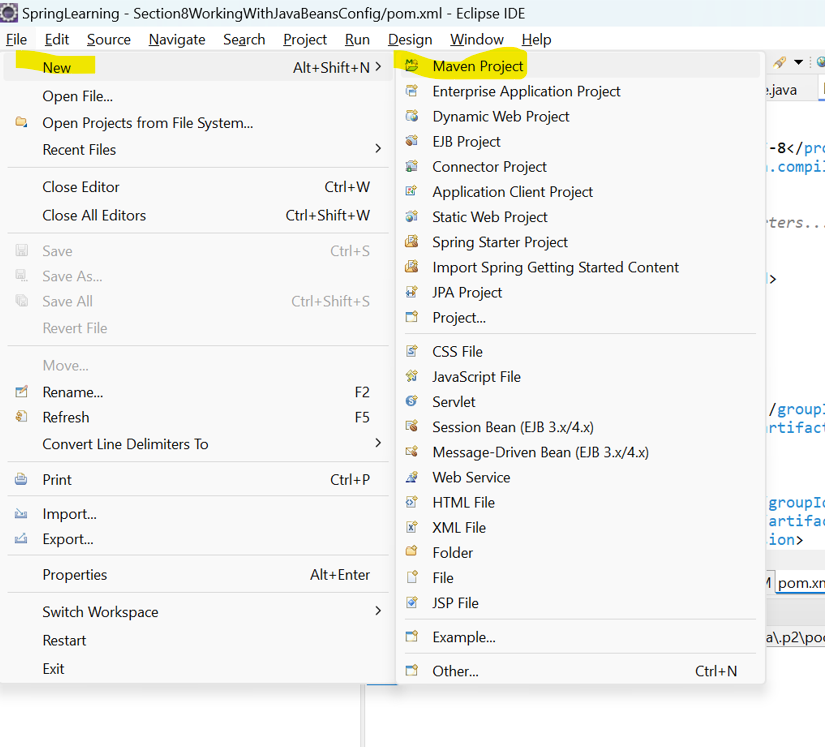 SpringLearning - Section8WorkingWithJavaBeansConfig/pom.xml - Eclipse IDE
File Edit Source Navigate Search Project Run Design Window Help
New Alt+Shift+N
Open File...
Open Projects from File System...
Recent Files
Close Editor Ctrl+W
Close All Editors Ctrl+Shift+W
Save Ctrl+S
Save As...
Save All Ctrl+Shift+S
Revert File
Move...
Rename... F2
Refresh F5
Convert Line Delimiters To
Print Ctrl+P
Import...
Export...
Properties Alt+Enter
Switch Workspace
Restart
Exit
Maven Project
Enterprise Application Project
Dynamic Web Project
EJB Project
Connector Project
Application Client Project
Static Web Project
Spring Starter Project
Import Spring Getting Started Content
JPA Project
Project...
CSS File
JavaScript File
Servlet
Session Bean (EJB 3.x/4.x)
Message-Driven Bean (EJB 3.x/4.x)
Web Service
HTML File
XML File
Folder
File
JSP File
Example...
Other... Ctrl+N
e.java
-8</pro
.compil
rters...
>
/groupI
artifact
/groupId
artifac
ion>
pom.xm
a\.p2\poo